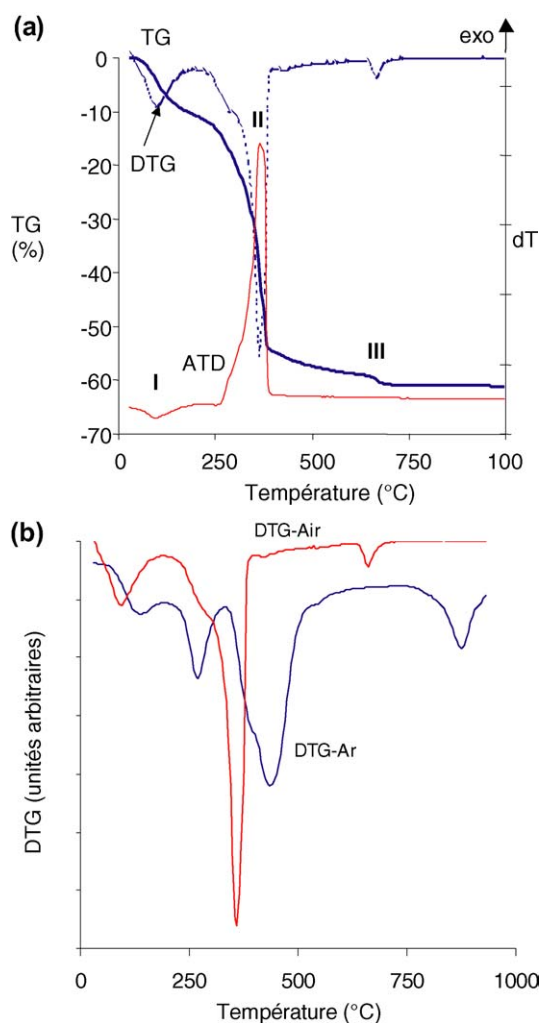 (a)
TG
exo
0
-10
II
-20
DTG
-30
TG
(%)
dT
-40
-50
III
ATD
-60
I
-70
0
250
500
750
100
Température (°C)
(b)
DTG-Air
DTG (unités arbitraires)
DTG-Ar
0
250
500
750
1000
Température (°C)